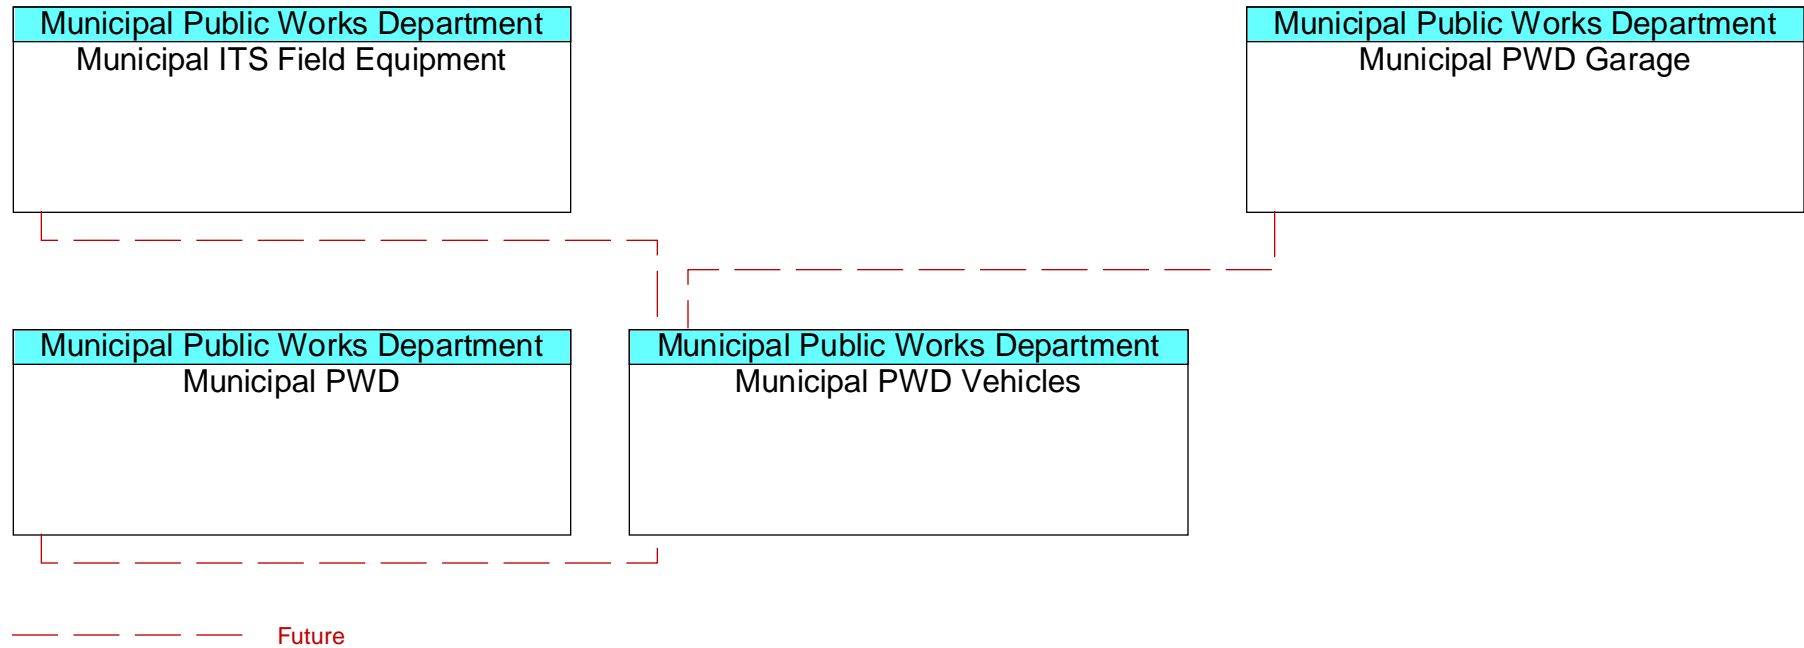 Municipal Public Works Department
Municipal ITS Field Equipment
Municipal Public Works Department
Municipal PWD Garage
Municipal Public Works Department
Municipal PWD
Municipal Public Works Department
Municipal PWD Vehicles
Future